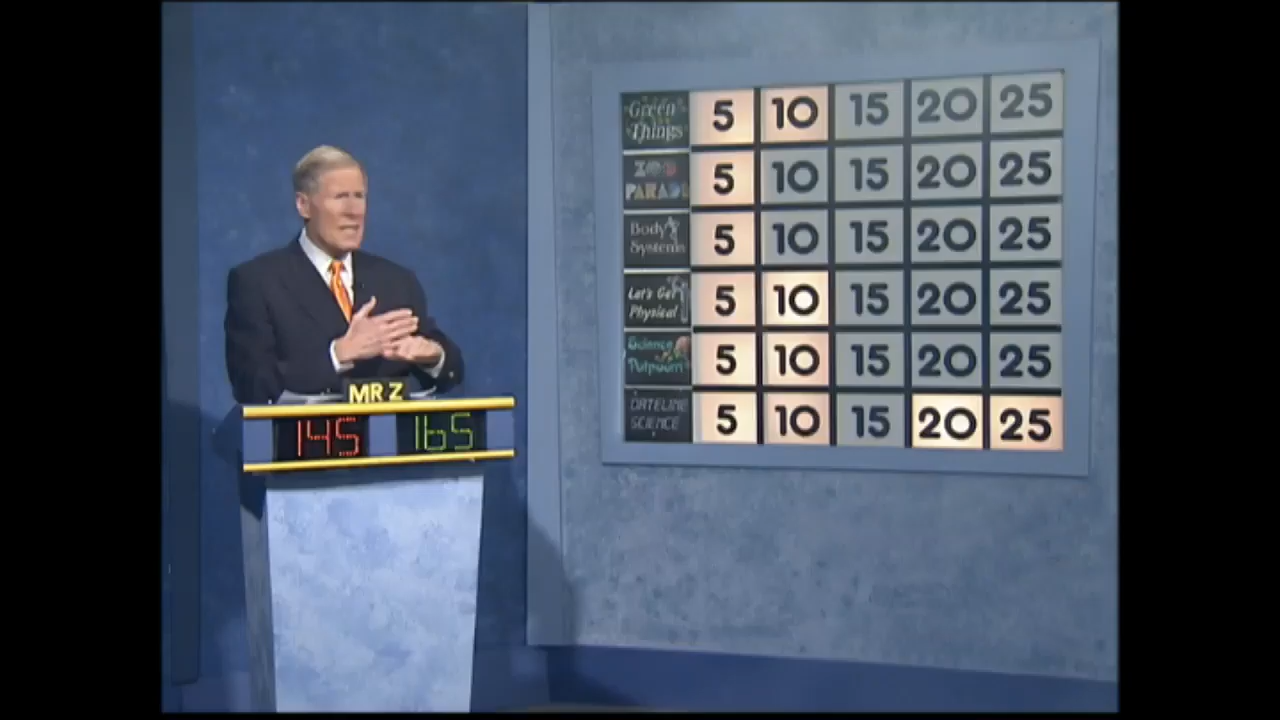 Green Things 5 10 15 20 25
ZOO PARADE 5 10 15 20 25
Body Systems 5 10 15 20 25
Let's Get Physical 5 10 15 20 25
Science Potpourri 5 10 15 20 25
DATELINE SCIENCE 5 10 15 20 25
MR Z
145 165